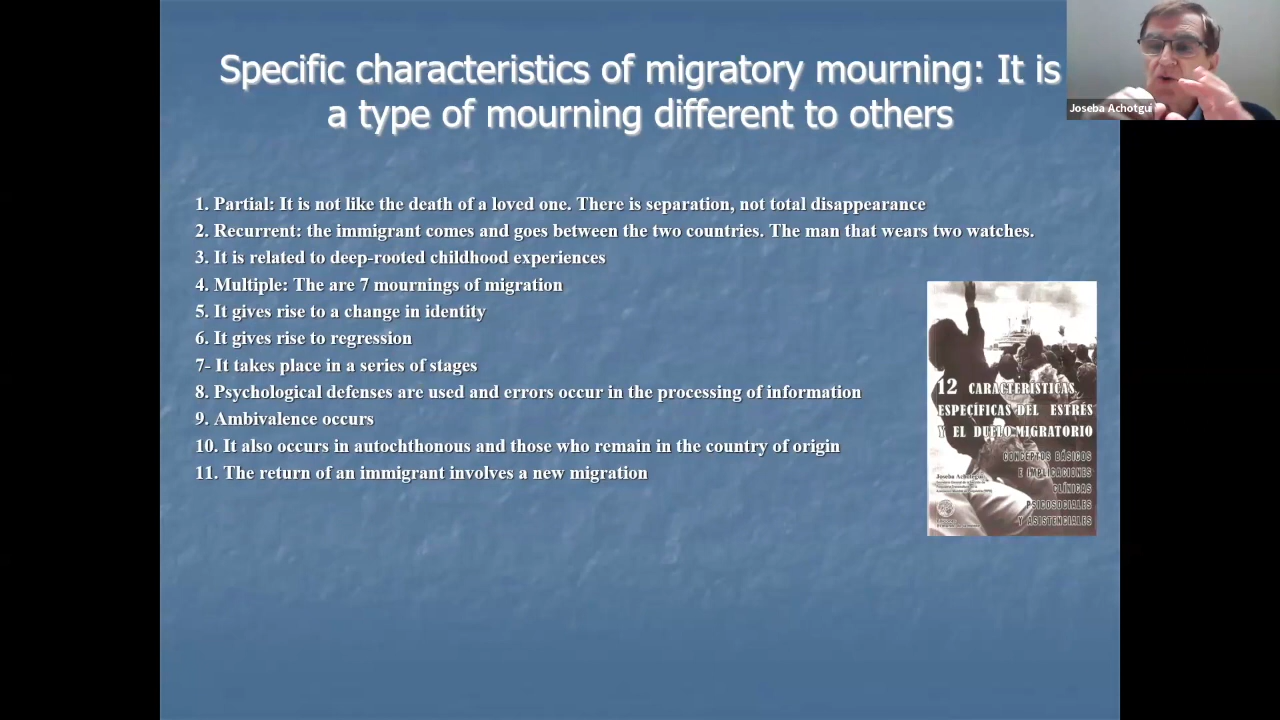 Specific characteristics of migratory mourning: It is
a type of mourning different to others
Joseba Achotgui
1. Partial: It is not like the death of a loved one. There is separation, not total disappearance
2. Recurrent: the immigrant comes and goes between the two countries. The man that wears two watches.
3. It is related to deep-rooted childhood experiences
4. Multiple: The are 7 mournings of migration
5. It gives rise to a change in identity
6. It gives rise to regression
7- It takes place in a series of stages
8. Psychological defenses are used and errors occur in the processing of information
9. Ambivalence occurs
10. It also occurs in autochthonous and those who remain in the country of origin
11. The return of an immigrant involves a new migration
12 CARACTERÍSTICAS
ESPECÍFICAS DEL ESTRÉS
Y EL DUELO MIGRATORIO
CONCEPTOS BÁSICOS
E IMPLICACIONES
CLÍNICAS
PSICOSOCIALES
Y ASISTENCIALES
Joseba Achotegui